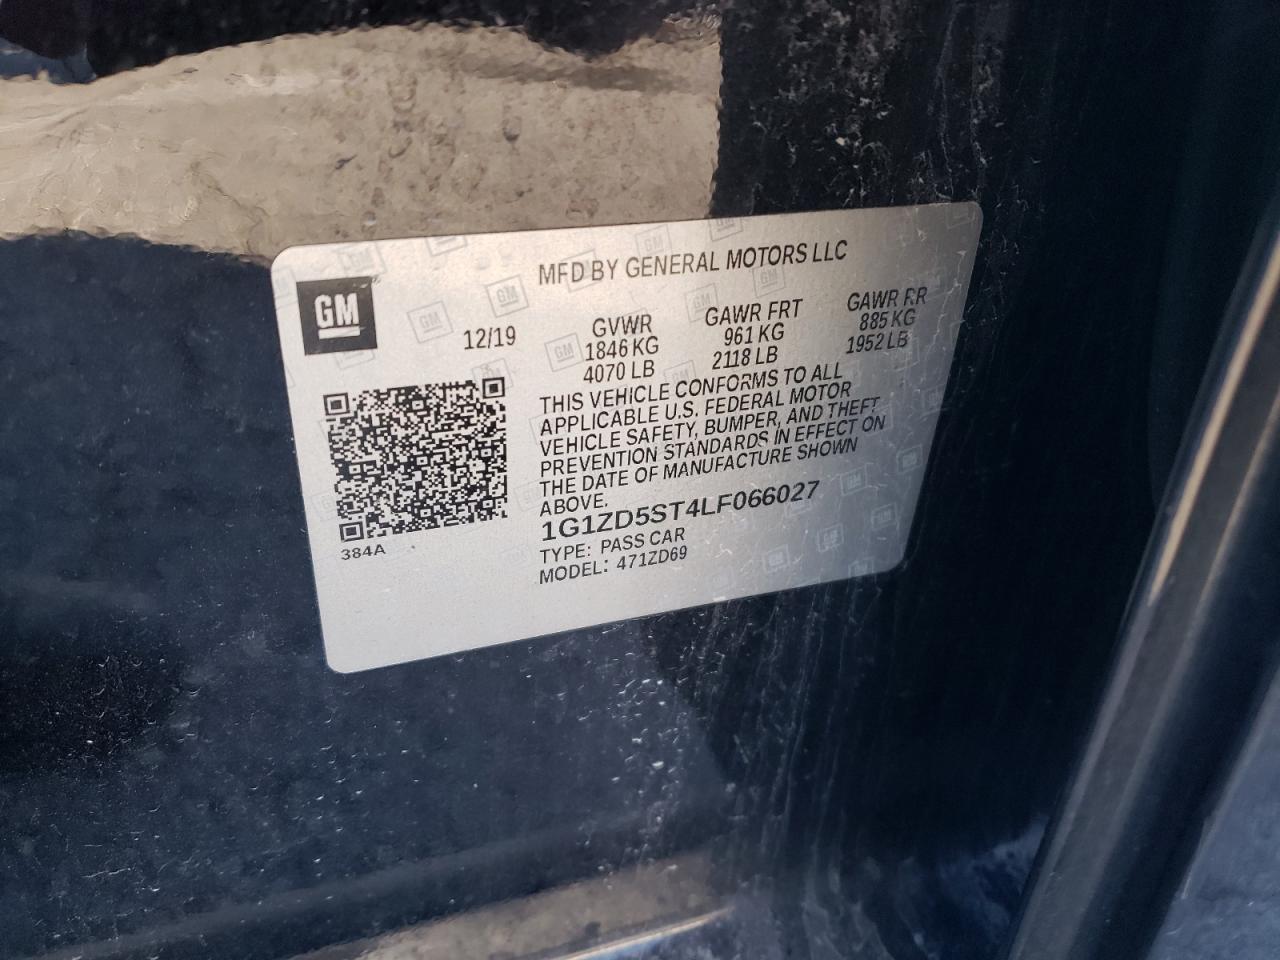 MFD BY GENERAL MOTORS LLC
GM
12/19 GVWR GAWR FRT GAWR RR
1846 KG 961 KG 885 KG
4070 LB 2118 LB 1952 LB
THIS VEHICLE CONFORMS TO ALL
APPLICABLE U.S. FEDERAL MOTOR
VEHICLE SAFETY, BUMPER, AND THEFT
PREVENTION STANDARDS IN EFFECT ON
THE DATE OF MANUFACTURE SHOWN
ABOVE.
1G1ZD5ST4LF066027
384A
TYPE: PASS CAR
MODEL: 471ZD69